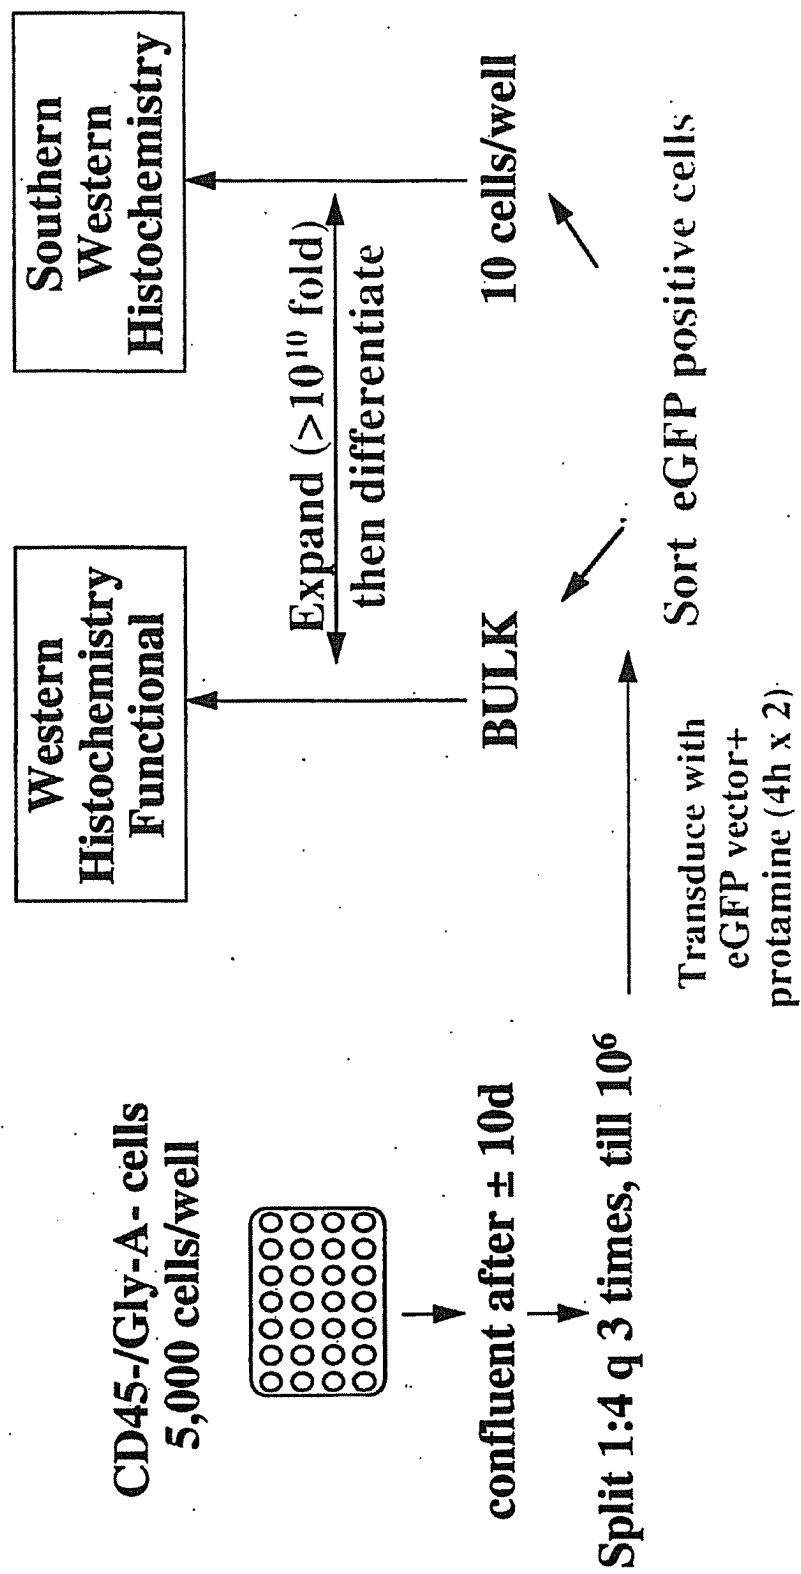 CD45-/Gly-A- cells
5,000 cells/well
confluent after ± 10d
Split 1:4 q 3 times, till 10⁶
Transduce with
eGFP vector+
protamine (4h x 2)
Sort eGFP positive cells
BULK
10 cells/well
Expand (>10¹⁰ fold)
then differentiate
Western
Histochemistry
Functional
Southern
Western
Histochemistry